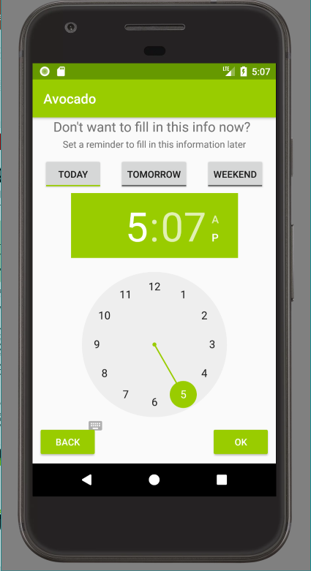 5:07
Avocado
Don't want to fill in this info now?
Set a reminder to fill in this information later
TODAY TOMORROW WEEKEND
5:07 A P
12
11 1
10 2
9 3
8 4
7 5
6
BACK OK